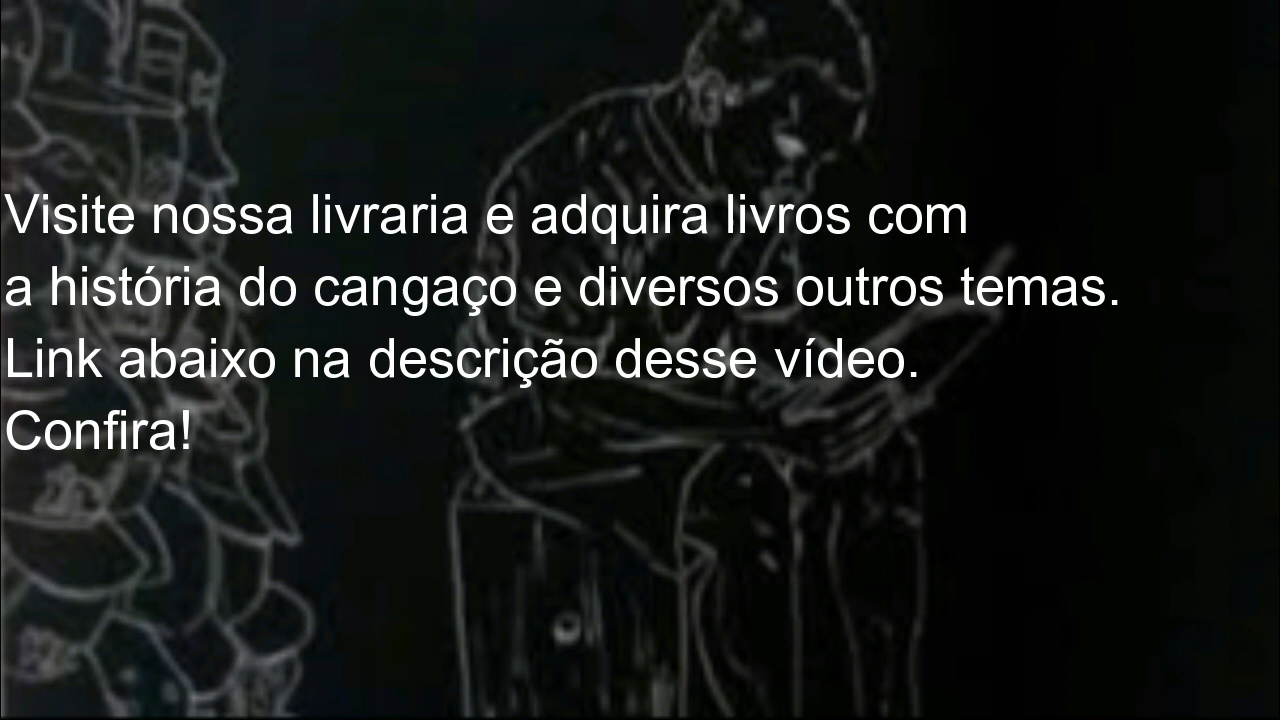 Visite nossa livraria e adquira livros com
a história do cangaço e diversos outros temas.
Link abaixo na descrição desse vídeo.
Confira!